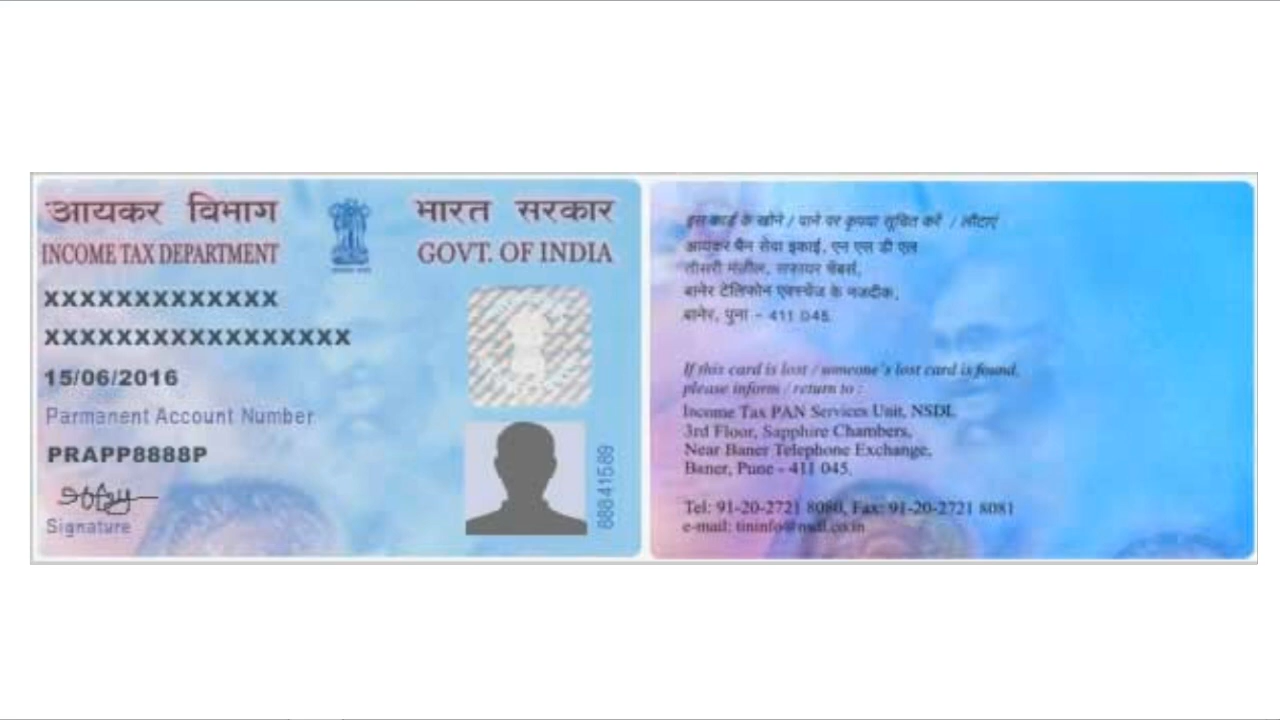 आयकर विभाग
INCOME TAX DEPARTMENT
भारत सरकार
GOVT. OF INDIA
XXXXXXXXXXXXX
XXXXXXXXXXXXXXXXX
15/06/2016
Parmanent Account Number
PRAPP8888P
Signature
88841589
इस कार्ड के खोने / पाने पर कृपया सूचित करें / लौटाएं
आयकर पैन सेवा इकाई, एन एस डी एल
तीसरी मंज़ील, सफायर चेंबर्स,
बानेर टेलिफोन एक्स्चेंज के नजदीक,
बानेर, पुना - 411 045
If this card is lost / someone's lost card is found,
please inform / return to :
Income Tax PAN Services Unit, NSDL
3rd Floor, Sapphire Chambers,
Near Baner Telephone Exchange,
Baner, Pune - 411 045.
Tel: 91-20-2721 8080, Fax: 91-20-2721 8081
e-mail: tininfo@nsdl.co.in